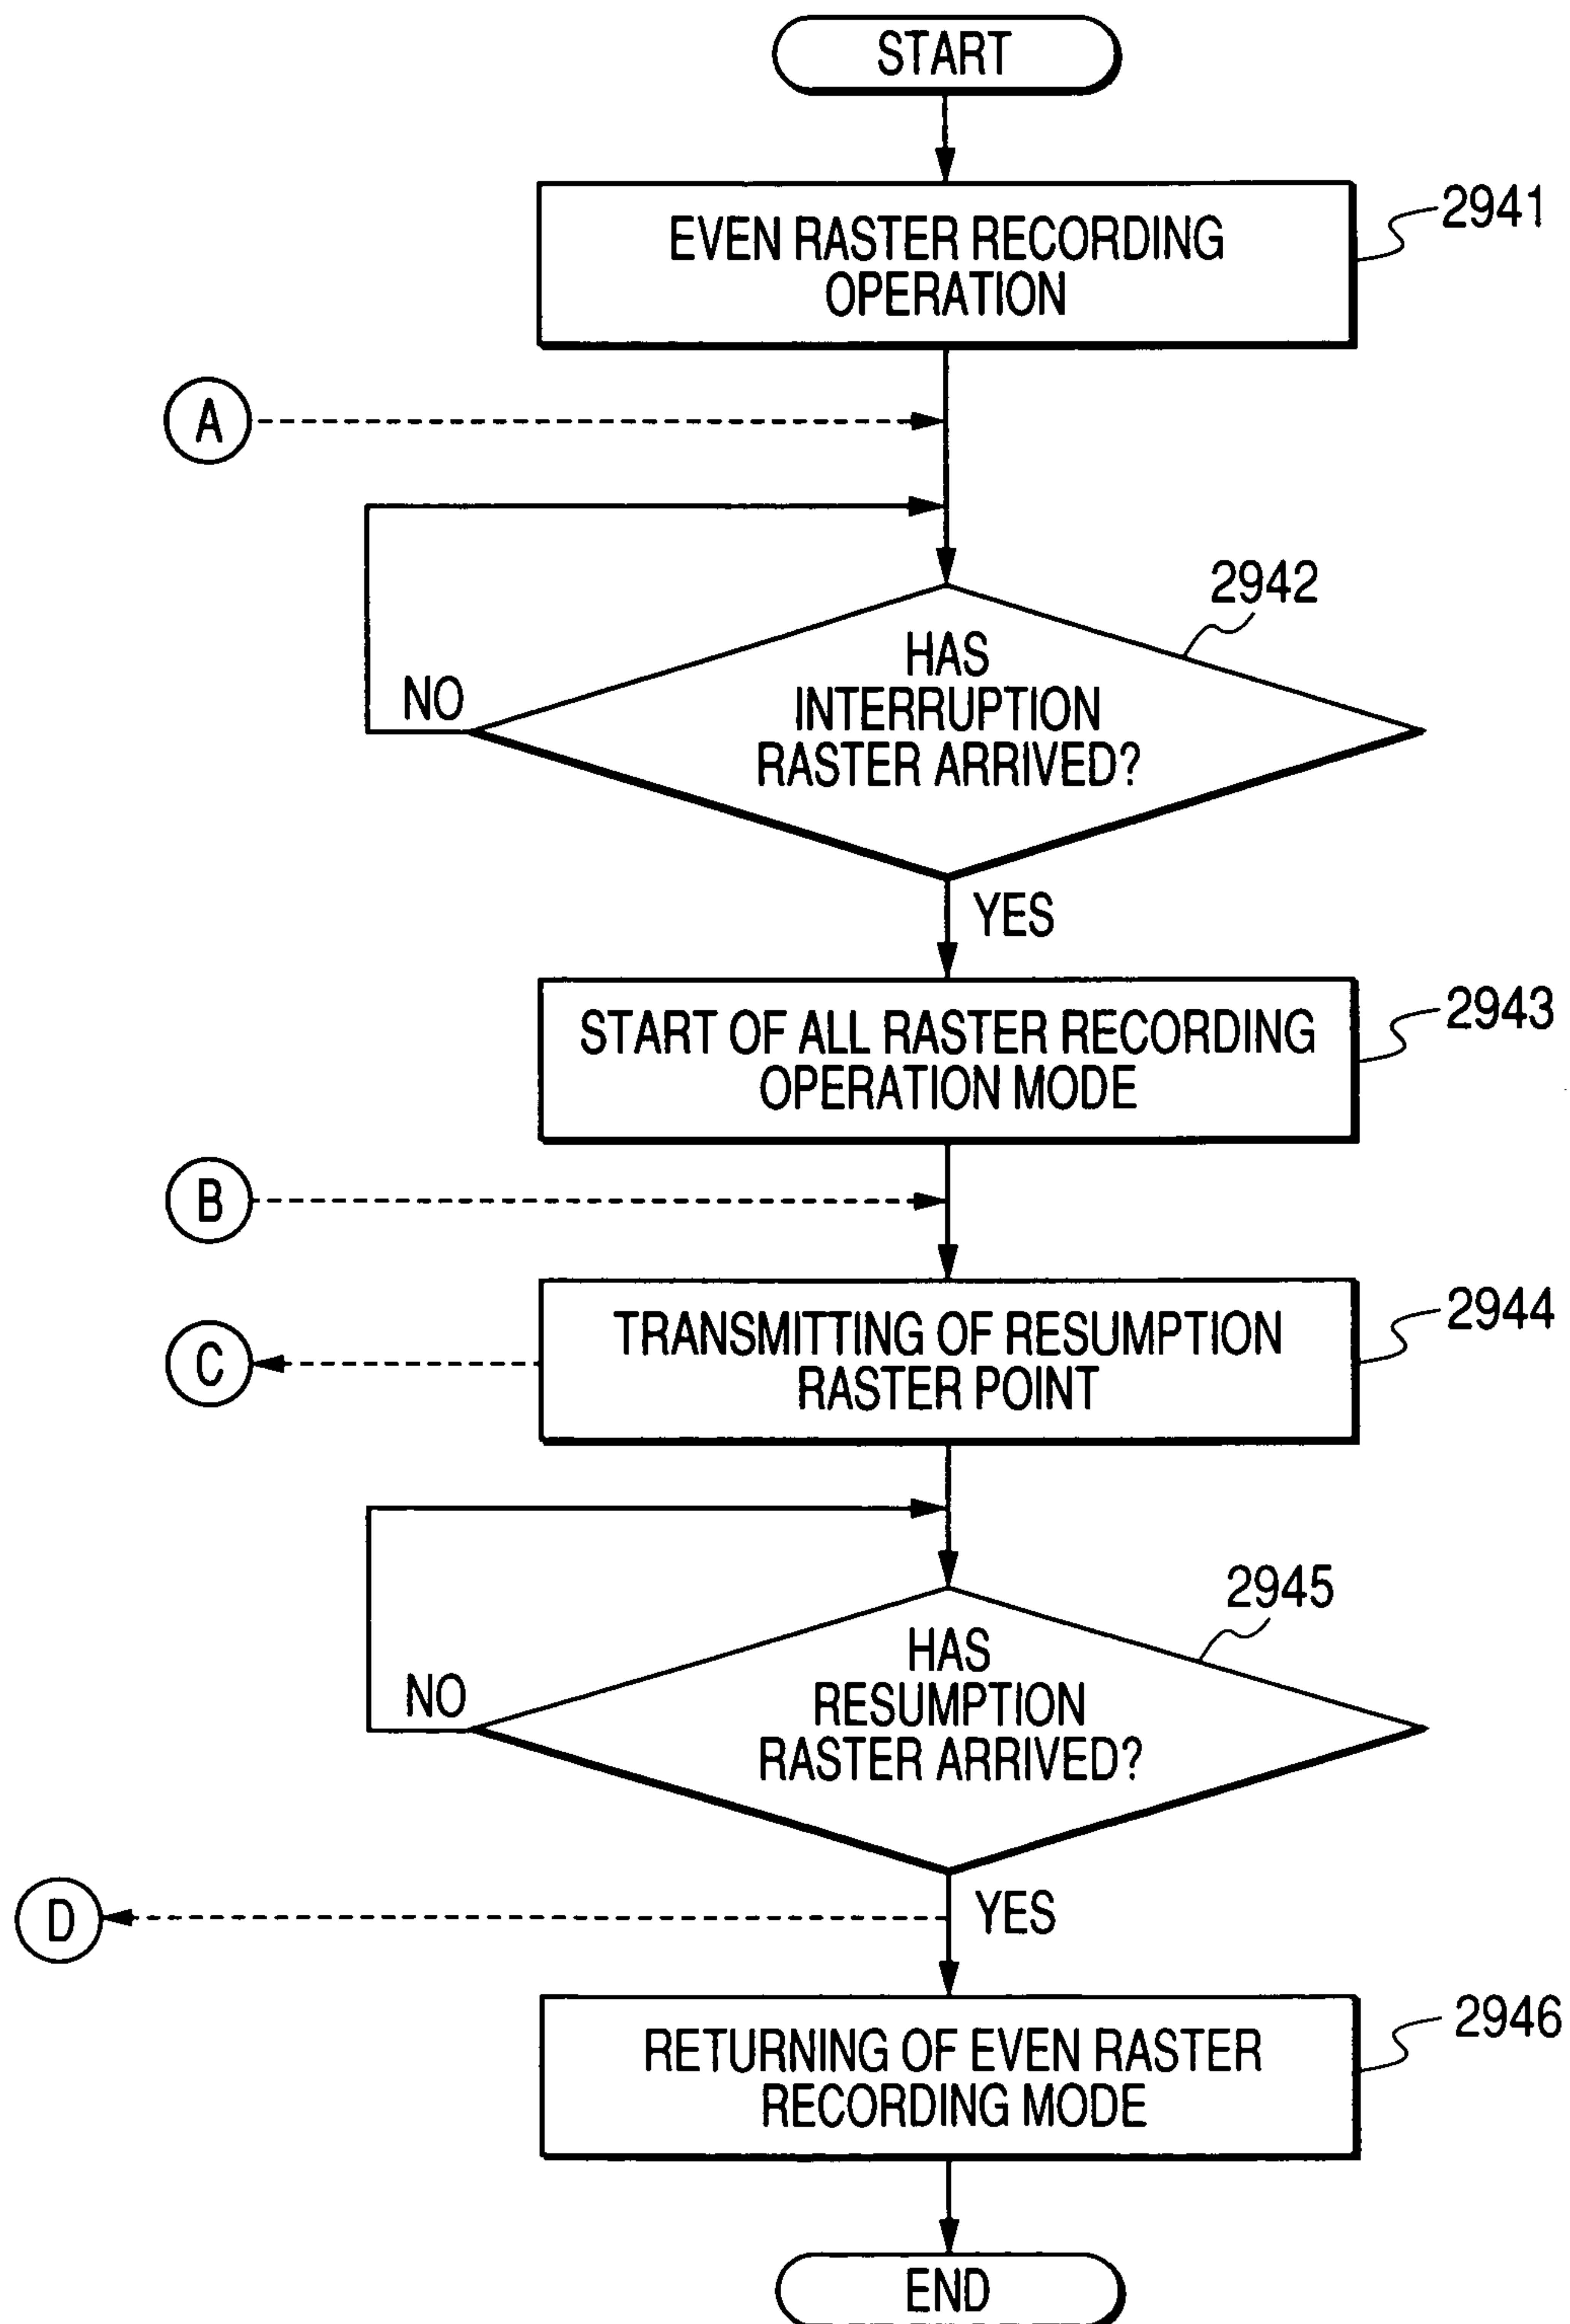 START
EVEN RASTER RECORDING
OPERATION
2941
A
2942
HAS
INTERRUPTION
RASTER ARRIVED?
NO
YES
START OF ALL RASTER RECORDING
OPERATION MODE
2943
B
TRANSMITTING OF RESUMPTION
RASTER POINT
2944
C
2945
HAS
RESUMPTION
RASTER ARRIVED?
NO
YES
D
RETURNING OF EVEN RASTER
RECORDING MODE
2946
END